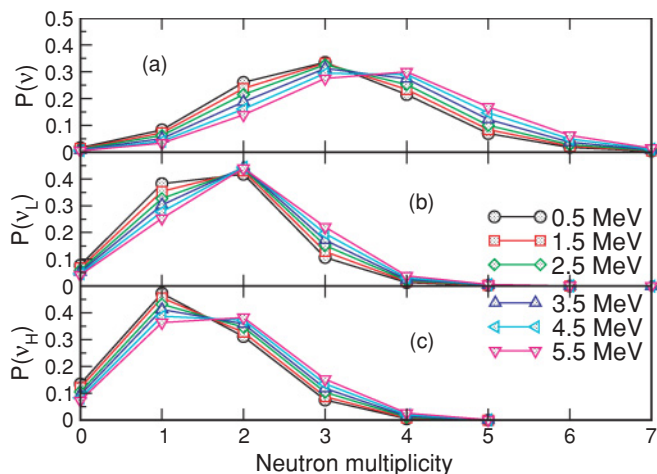 0.5
0.4
0.3
0.2
0.1
0
P(ν)
(a)
0.4
0.3
0.2
0.1
0
P(νL)
(b)
0.5 MeV
1.5 MeV
2.5 MeV
3.5 MeV
4.5 MeV
5.5 MeV
0.4
0.3
0.2
0.1
0
P(νH)
(c)
0 1 2 3 4 5 6 7
Neutron multiplicity